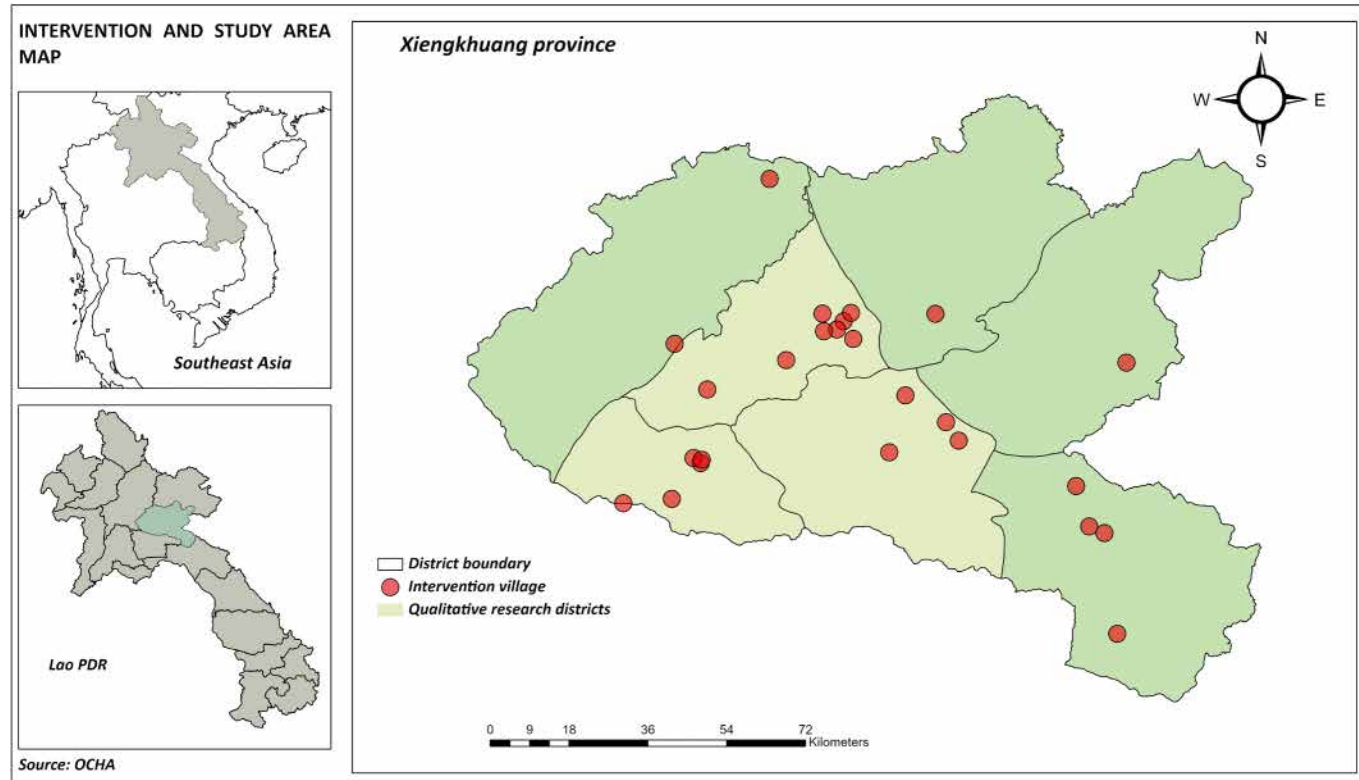 INTERVENTION AND STUDY AREA
MAP
Southeast Asia
Lao PDR
Source: OCHA
Xiengkhuang province
N
W
E
S
District boundary
Intervention village
Qualitative research districts
0 9 18 36 54 72
Kilometers